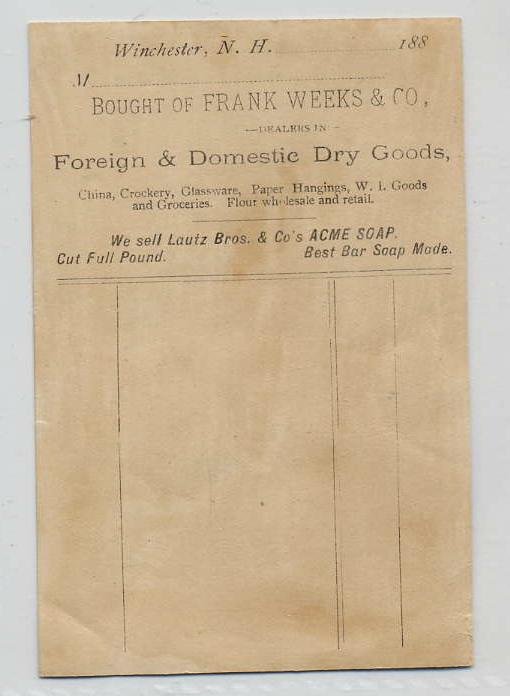 Winchester, N. H. 188
M
BOUGHT OF FRANK WEEKS & CO,
—DEALERS IN—
Foreign & Domestic Dry Goods,
China, Crockery, Glassware, Paper Hangings, W. I. Goods
and Groceries. Flour wholesale and retail.
We sell Lautz Bros. & Co's ACME SOAP.
Cut Full Pound. Best Bar Soap Made.